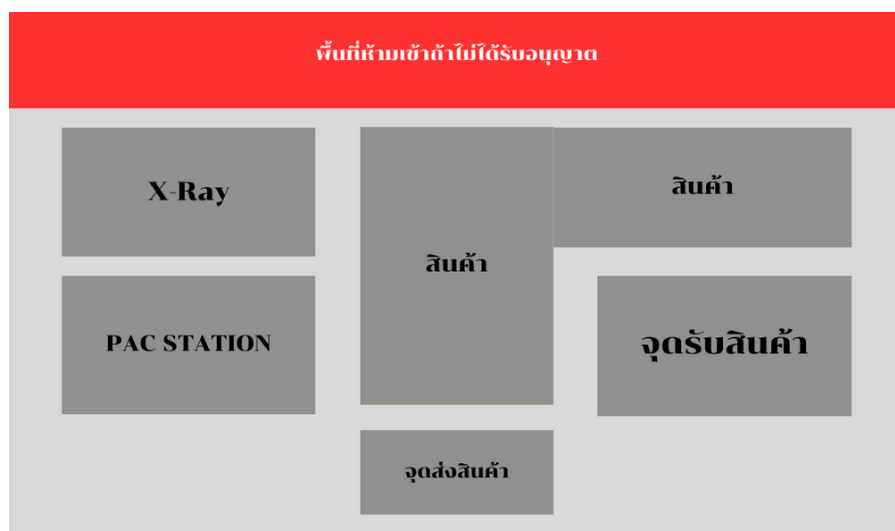 พื้นที่ห้ามเข้าถ้าไม่ได้รับอนุญาต
X-Ray
สินค้า
สินค้า
PAC STATION
จุดรับสินค้า
จุดส่งสินค้า